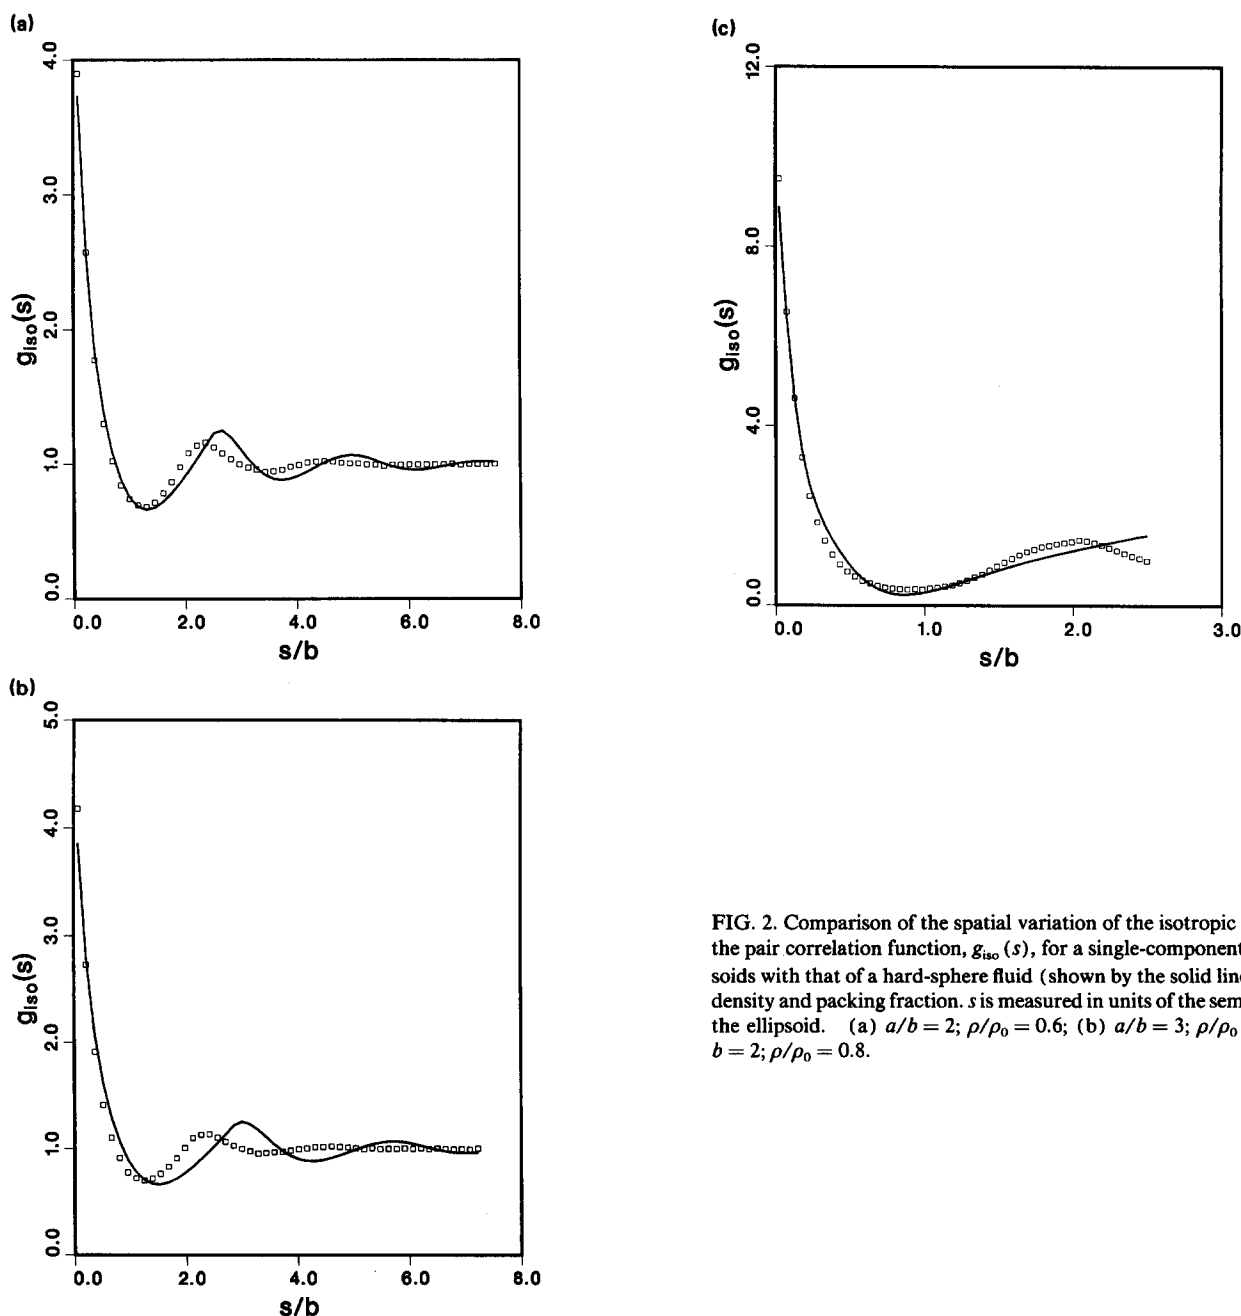 (a)
4.0
3.0
2.0
1.0
0.0
g_iso(s)
0.0 2.0 4.0 6.0 8.0
s/b
(b)
5.0
4.0
3.0
2.0
1.0
0.0
g_iso(s)
0.0 2.0 4.0 6.0 8.0
s/b
(c)
12.0
8.0
4.0
0.0
g_iso(s)
0.0 1.0 2.0 3.0
s/b
FIG. 2. Comparison of the spatial variation of the isotropic
the pair correlation function, g_iso (s), for a single-component
soids with that of a hard-sphere fluid (shown by the solid line
density and packing fraction. s is measured in units of the sem
the ellipsoid. (a) a/b = 2; ρ/ρ₀ = 0.6; (b) a/b = 3; ρ/ρ₀
b = 2; ρ/ρ₀ = 0.8.